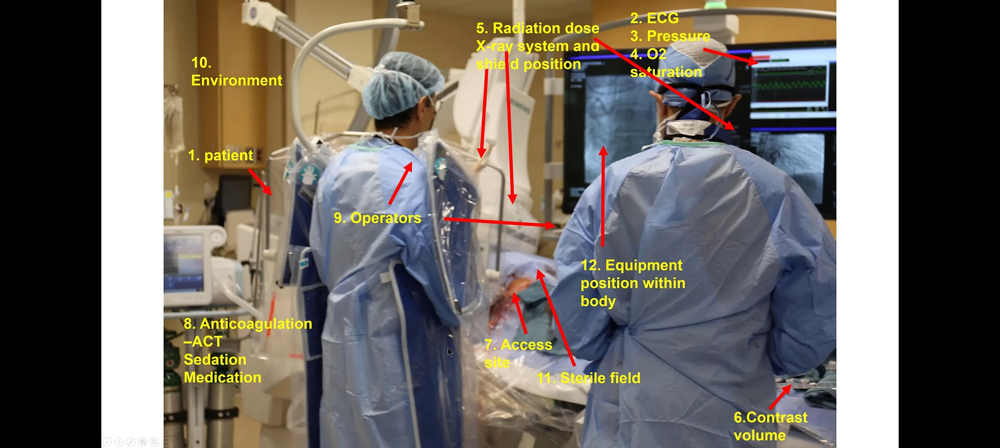 5. Radiation dose
X-ray system and
shield position
2. ECG
3. Pressure
4. O2
saturation
10.
Environment
1. patient
9. Operators
12. Equipment
position within
body
8. Anticoagulation
–ACT
Sedation
Medication
7. Access
site
11. Sterile field
6.Contrast
volume